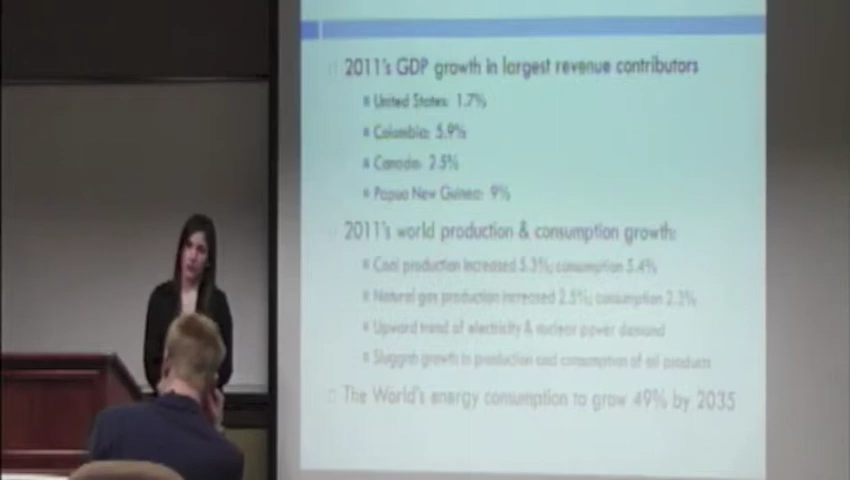 2011's GDP growth in largest revenue contributors
United States: 1.7%
Columbia: 5.9%
Canada: 2.5%
Papua New Guinea: 9%
2011's world production & consumption growth:
Coal production increased 5.3%; consumption 5.4%
Natural gas production increased 2.5%; consumption 2.3%
Upward trend of electricity & nuclear power demand
Sluggish growth in production and consumption of oil products
The World's energy consumption to grow 49% by 2035